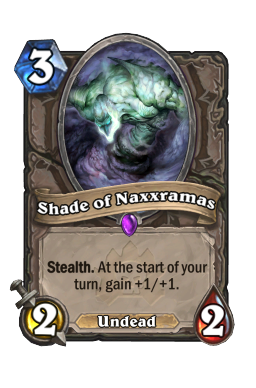 3
Shade of Naxxramas
Stealth. At the start of your
turn, gain +1/+1.
2
Undead
2